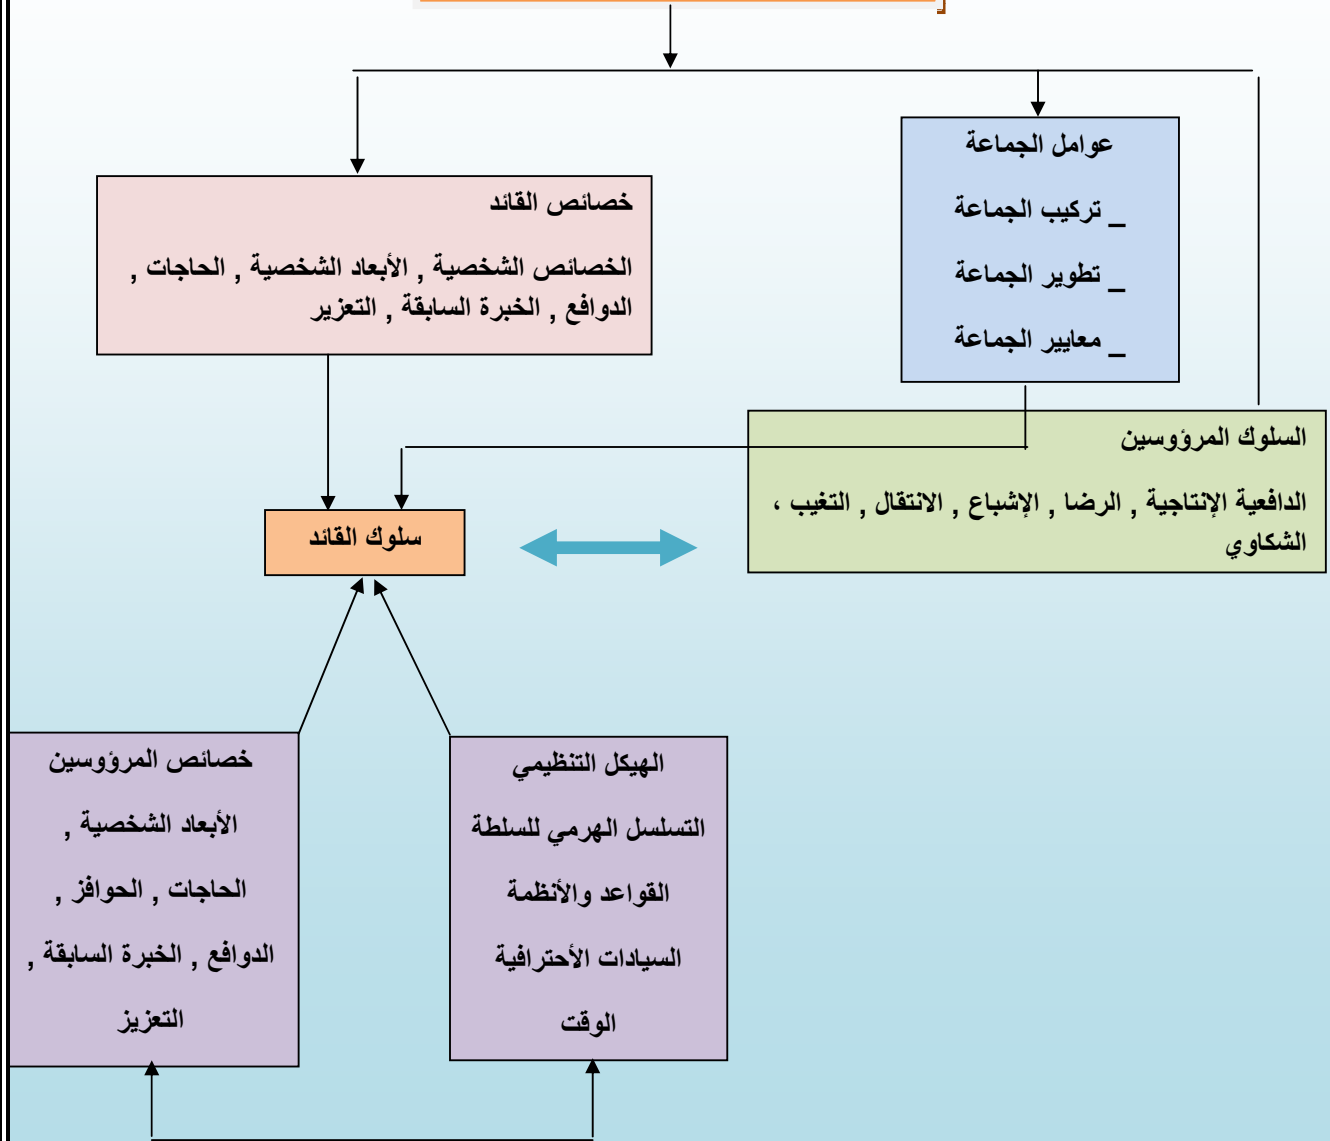 عوامل الجماعة
_ تركيب الجماعة
_ تطوير الجماعة
_ معايير الجماعة
خصائص القائد
الخصائص الشخصية , الأبعاد الشخصية , الحاجات ,
الدوافع , الخبرة السابقة , التعزير
السلوك المرؤوسين
الدافعية الإنتاجية , الرضا , الإشباع , الانتقال , التغيب ،
الشكاوي
سلوك القائد
الهيكل التنظيمي
التسلسل الهرمي للسلطة
القواعد والأنظمة
السيادات الأحترافية
الوقت
خصائص المرؤوسين
الأبعاد الشخصية ,
الحاجات , الحوافز ,
الدوافع , الخبرة السابقة ,
التعزيز